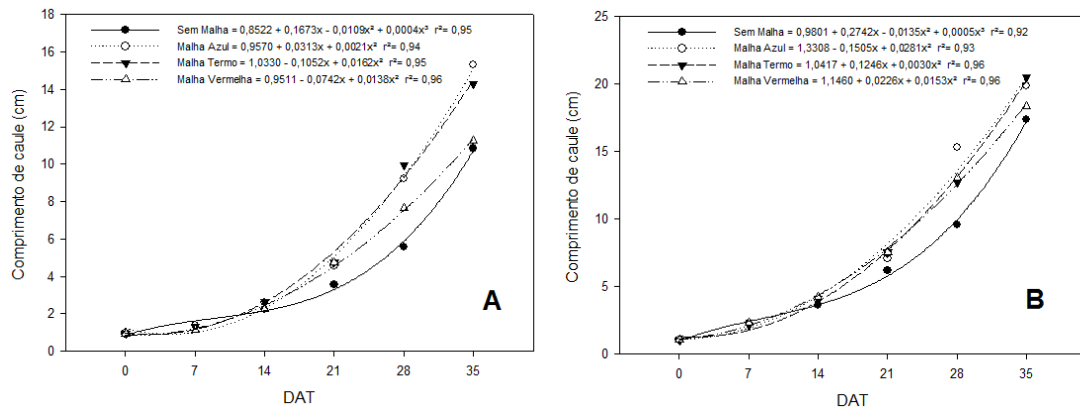 Sem Malha = 0,8522 + 0,1673x - 0,0109x² + 0,0004x³ r²= 0,95
Malha Azul = 0,9570 + 0,0313x + 0,0021x² r²= 0,94
Malha Termo = 1,0330 - 0,1052x + 0,0162x² r²= 0,95
Malha Vermelha = 0,9511 - 0,0742x + 0,0138x² r²= 0,96
18
16
14
12
10
8
6
4
2
0
Comprimento de caule (cm)
A
0 7 14 21 28 35
DAT
Sem Malha = 0,9801 + 0,2742x - 0,0135x² + 0,0005x³ r²= 0,92
Malha Azul = 1,3308 - 0,1505x + 0,0281x² r²= 0,93
Malha Termo = 1,0417 + 0,1246x + 0,0030x² r²= 0,96
Malha Vermelha = 1,1460 + 0,0226x + 0,0153x² r²= 0,96
25
20
15
10
5
0
Comprimento de caule (cm)
B
0 7 14 21 28 35
DAT